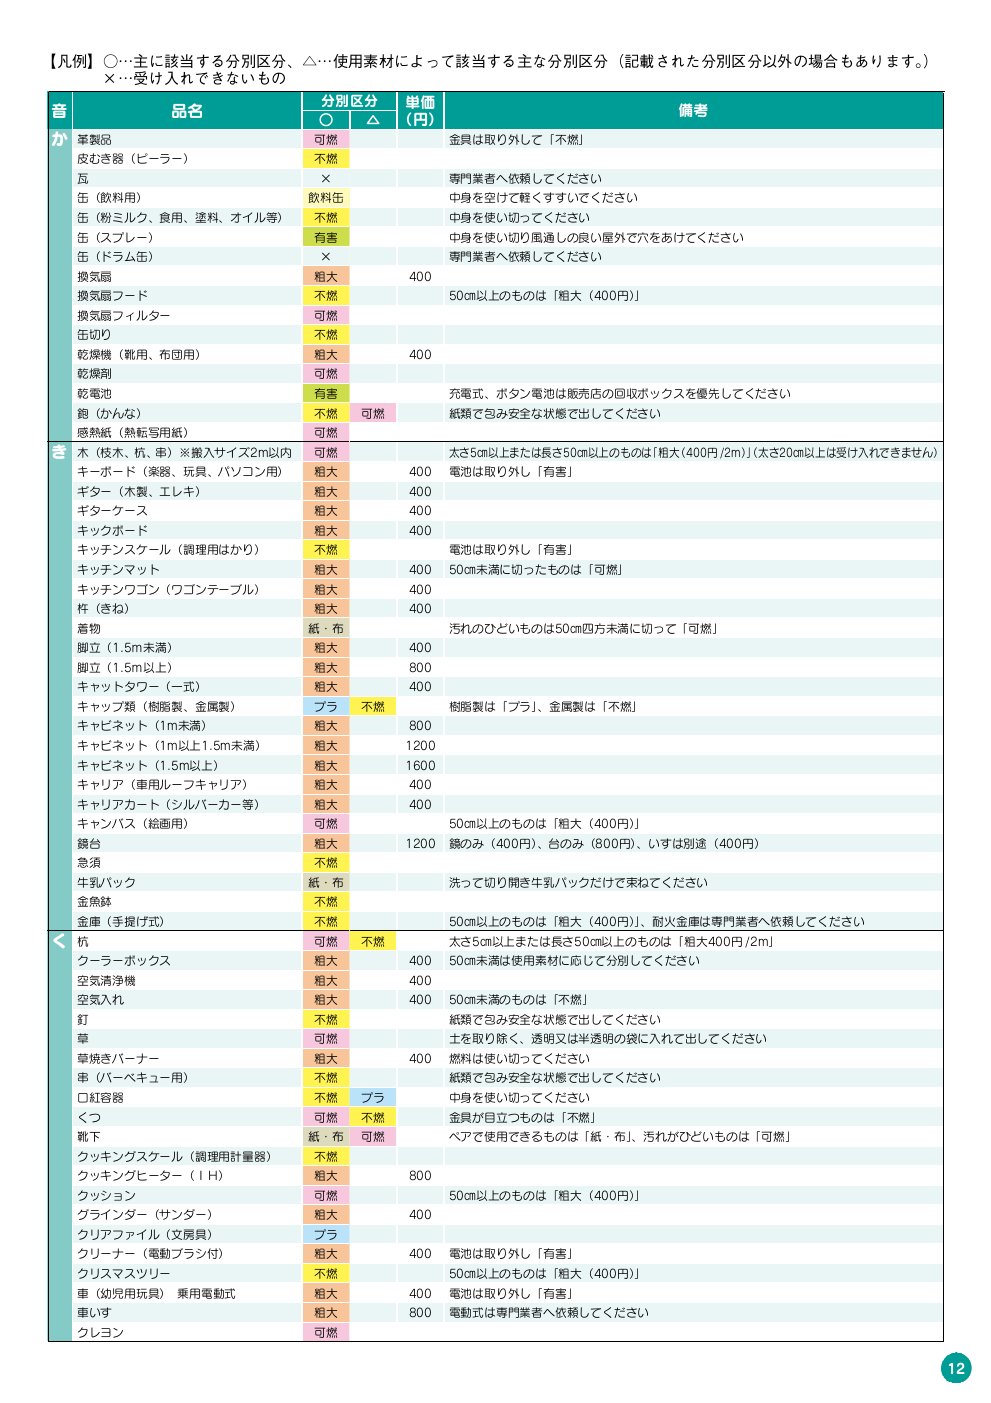 【凡例】○…主に該当する分別区分、△…使用素材によって該当する主な分別区分（記載された分別区分以外の場合もあります。）
×…受け入れできないもの
音 品名 分別区分 単価（円） 備考
○ △
か 革製品 可燃 金具は取り外して「不燃」
皮むき器（ピーラー） 不燃
瓦 × 専門業者へ依頼してください
缶（飲料用） 飲料缶 中身を空けて軽くすすいでください
缶（粉ミルク、食用、塗料、オイル等） 不燃 中身を使い切ってください
缶（スプレー） 有害 中身を使い切り風通しの良い屋外で穴をあけてください
缶（ドラム缶） × 専門業者へ依頼してください
換気扇 粗大 400
換気扇フード 不燃 50㎝以上のものは「粗大（400円）」
換気扇フィルター 可燃
缶切り 不燃
乾燥機（靴用、布団用） 粗大 400
乾燥剤 可燃
乾電池 有害 充電式、ボタン電池は販売店の回収ボックスを優先してください
鉋（かんな） 不燃 可燃 紙類で包み安全な状態で出してください
感熱紙（熱転写用紙） 可燃
き 木（枝木、杭、串）※搬入サイズ2m以内 可燃 太さ5㎝以上または長さ50㎝以上のものは「粗大（400円/2m）」（太さ20㎝以上は受け入れできません）
キーボード（楽器、玩具、パソコン用） 粗大 400 電池は取り外し「有害」
ギター（木製、エレキ） 粗大 400
ギターケース 粗大 400
キックボード 粗大 400
キッチンスケール（調理用はかり） 不燃 電池は取り外し「有害」
キッチンマット 粗大 400 50㎝未満に切ったものは「可燃」
キッチンワゴン（ワゴンテーブル） 粗大 400
杵（きね） 粗大 400
着物 紙・布 汚れのひどいものは50㎝四方未満に切って「可燃」
脚立（1.5m未満） 粗大 400
脚立（1.5m以上） 粗大 800
キャットタワー（一式） 粗大 400
キャップ類（樹脂製、金属製） プラ 不燃 樹脂製は「プラ」、金属製は「不燃」
キャビネット（1m未満） 粗大 800
キャビネット（1m以上1.5m未満） 粗大 1200
キャビネット（1.5m以上） 粗大 1600
キャリア（車用ルーフキャリア） 粗大 400
キャリアカート（シルバーカー等） 粗大 400
キャンバス（絵画用） 可燃 50㎝以上のものは「粗大（400円）」
鏡台 粗大 1200 鏡のみ（400円）、台のみ（800円）、いすは別途（400円）
急須 不燃
牛乳パック 紙・布 洗って切り開き牛乳パックだけで束ねてください
金魚鉢 不燃
金庫（手提げ式） 不燃 50㎝以上のものは「粗大（400円）」、耐火金庫は専門業者へ依頼してください
く 杭 可燃 不燃 太さ5㎝以上または長さ50㎝以上のものは「粗大400円/2m」
クーラーボックス 粗大 400 50㎝未満は使用素材に応じて分別してください
空気清浄機 粗大 400
空気入れ 粗大 400 50㎝未満のものは「不燃」
釘 不燃 紙類で包み安全な状態で出してください
草 可燃 土を取り除く、透明又は半透明の袋に入れて出してください
草焼きバーナー 粗大 400 燃料は使い切ってください
串（バーベキュー用） 不燃 紙類で包み安全な状態で出してください
口紅容器 不燃 プラ 中身を使い切ってください
くつ 可燃 不燃 金具が目立つものは「不燃」
靴下 紙・布 可燃 ペアで使用できるものは「紙・布」、汚れがひどいものは「可燃」
クッキングスケール（調理用計量器） 不燃
クッキングヒーター（ＩＨ） 粗大 800
クッション 可燃 50㎝以上のものは「粗大（400円）」
グラインダー（サンダー） 粗大 400
クリアファイル（文房具） プラ
クリーナー（電動ブラシ付） 粗大 400 電池は取り外し「有害」
クリスマスツリー 不燃 50㎝以上のものは「粗大（400円）」
車（幼児用玩具） 乗用電動式 粗大 400 電池は取り外し「有害」
車いす 粗大 800 電動式は専門業者へ依頼してください
クレヨン 可燃
12